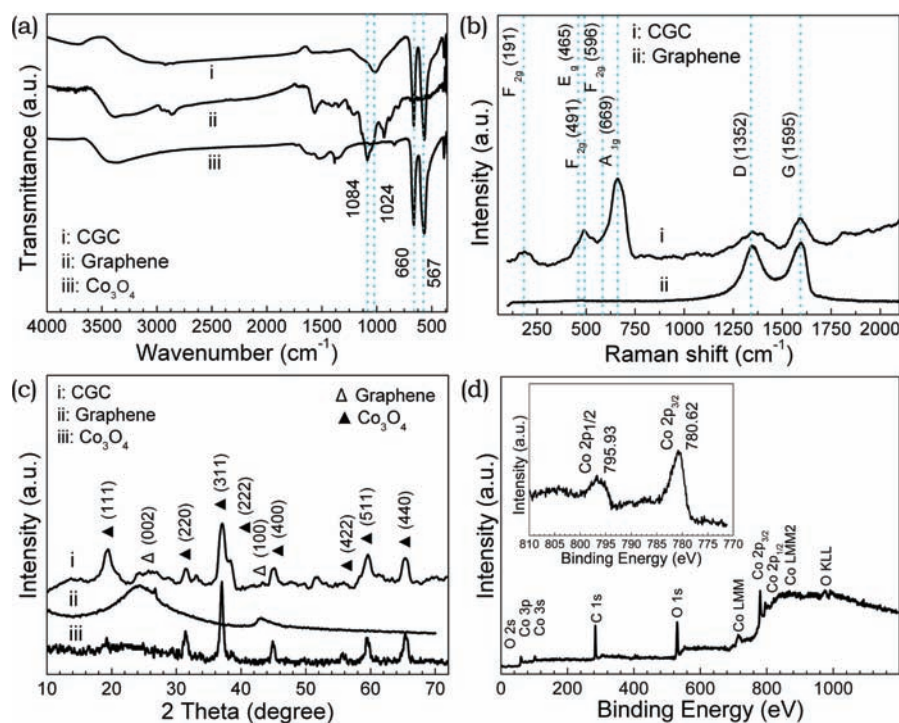 (a)
Transmittance (a.u.)
i
ii
iii
1084
1024
660
567
i: CGC
ii: Graphene
iii: Co₃O₄
4000 3500 3000 2500 2000 1500 1000 500
Wavenumber (cm⁻¹)
(b)
Intensity (a.u.)
F₂g (191)
F₂g (491)
Eg (465)
F₂g (596)
A₁g (669)
D (1352)
G (1595)
i: CGC
ii: Graphene
i
ii
250 500 750 1000 1250 1500 1750 2000
Raman shift (cm⁻¹)
(c)
Intensity (a.u.)
i: CGC
ii: Graphene
iii: Co₃O₄
△ Graphene
▲ Co₃O₄
▲ (111)
△ (002)
▲ (220)
▲ (311)
▲ (222)
△ (100)
▲ (400)
▲ (422)
▲ (511)
▲ (440)
i
ii
iii
10 20 30 40 50 60 70
2 Theta (degree)
(d)
Intensity (a.u.)
Intensity (a.u.)
Co 2p1/2
795.93
Co 2p₃/₂
780.62
810 800 790 780 770
Binding Energy (eV)
O 2s
Co 3p
Co 3s
C 1s
O 1s
Co LMM
Co 2p₃/₂
Co 2p₁/₂
Co LMM2
O KLL
0 200 400 600 800 1000
Binding Energy (eV)